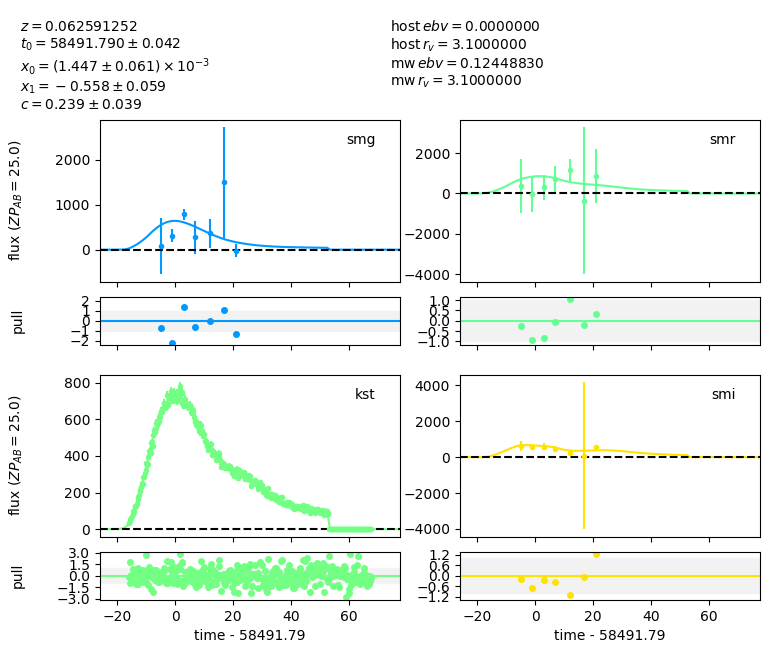 z = 0.062591252
t₀ = 58491.790 ± 0.042
x₀ = (1.447 ± 0.061) × 10⁻³
x₁ = −0.558 ± 0.059
c = 0.239 ± 0.039
host ebv = 0.0000000
host r_v = 3.1000000
mw ebv = 0.12448830
mw r_v = 3.1000000
flux (ZP_AB = 25.0)
2000
1000
0
smg
2000
0
−2000
−4000
smr
pull
2
1
0
−1
−2
1.0
0.5
0.0
−0.5
−1.0
flux (ZP_AB = 25.0)
800
600
400
200
0
kst
4000
2000
0
−2000
−4000
smi
pull
3.0
1.5
0.0
−1.5
−3.0
−20 0 20 40 60
time - 58491.79
1.2
0.6
0.0
−0.6
−1.2
−20 0 20 40 60
time - 58491.79